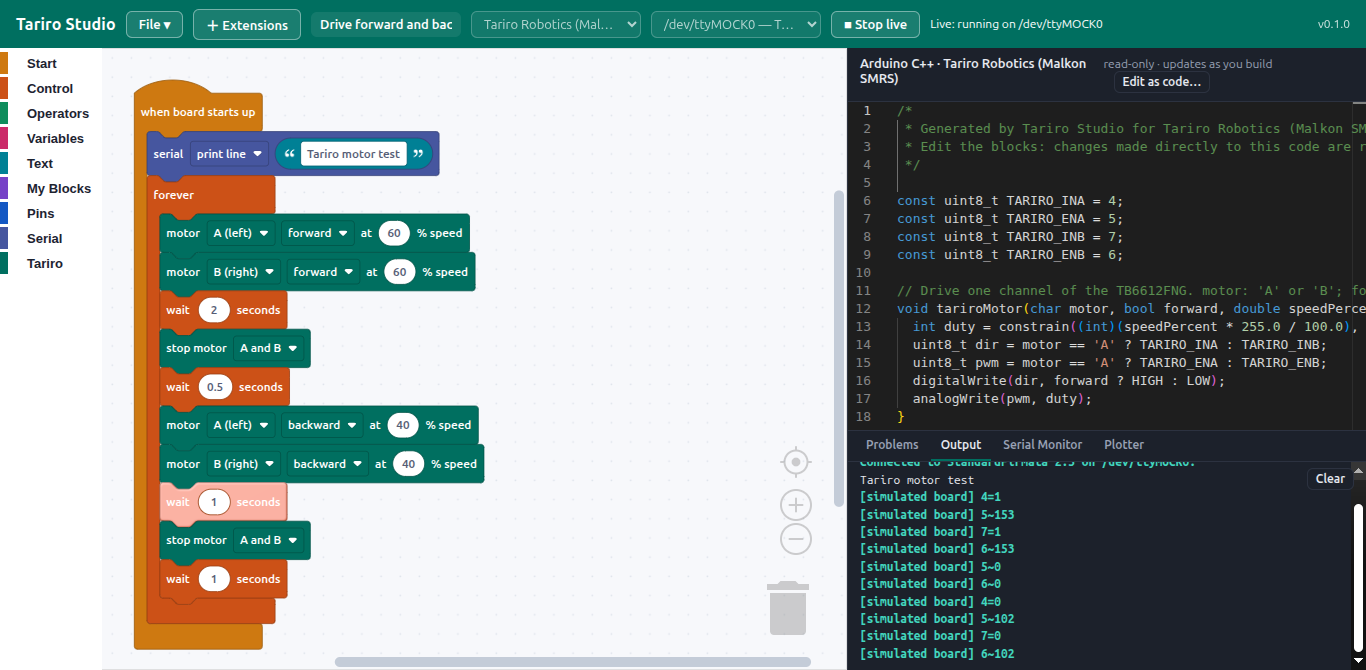 Tariro Studio File ▾ + Extensions Drive forward and bac Tariro Robotics (Mal... /dev/ttyMOCK0 — T... ■ Stop live Live: running on /dev/ttyMOCK0 v0.1.0
Start
Control
Operators
Variables
Text
My Blocks
Pins
Serial
Tariro
when board starts up
serial print line “ Tariro motor test ”
forever
motor A (left) forward at 60 % speed
motor B (right) forward at 60 % speed
wait 2 seconds
stop motor A and B
wait 0.5 seconds
motor A (left) backward at 40 % speed
motor B (right) backward at 40 % speed
wait 1 seconds
stop motor A and B
wait 1 seconds
Arduino C++ · Tariro Robotics (Malkon SMRS)
read-only · updates as you build
Edit as code...
1 /*
2 * Generated by Tariro Studio for Tariro Robotics (Malkon SM
3 * Edit the blocks: changes made directly to this code are r
4 */
5
6 const uint8_t TARIRO_INA = 4;
7 const uint8_t TARIRO_ENA = 5;
8 const uint8_t TARIRO_INB = 7;
9 const uint8_t TARIRO_ENB = 6;
10
11 // Drive one channel of the TB6612FNG. motor: 'A' or 'B'; fo
12 void tariroMotor(char motor, bool forward, double speedPerce
13 int duty = constrain((int)(speedPercent * 255.0 / 100.0),
14 uint8_t dir = motor == 'A' ? TARIRO_INA : TARIRO_INB;
15 uint8_t pwm = motor == 'A' ? TARIRO_ENA : TARIRO_ENB;
16 digitalWrite(dir, forward ? HIGH : LOW);
17 analogWrite(pwm, duty);
18 }
Problems Output Serial Monitor Plotter
Connected to StandardFirmata 2.5 on /dev/ttyMOCK0.
Clear
Tariro motor test
[simulated board] 4=1
[simulated board] 5~153
[simulated board] 7=1
[simulated board] 6~153
[simulated board] 5~0
[simulated board] 6~0
[simulated board] 4=0
[simulated board] 5~102
[simulated board] 7=0
[simulated board] 6~102